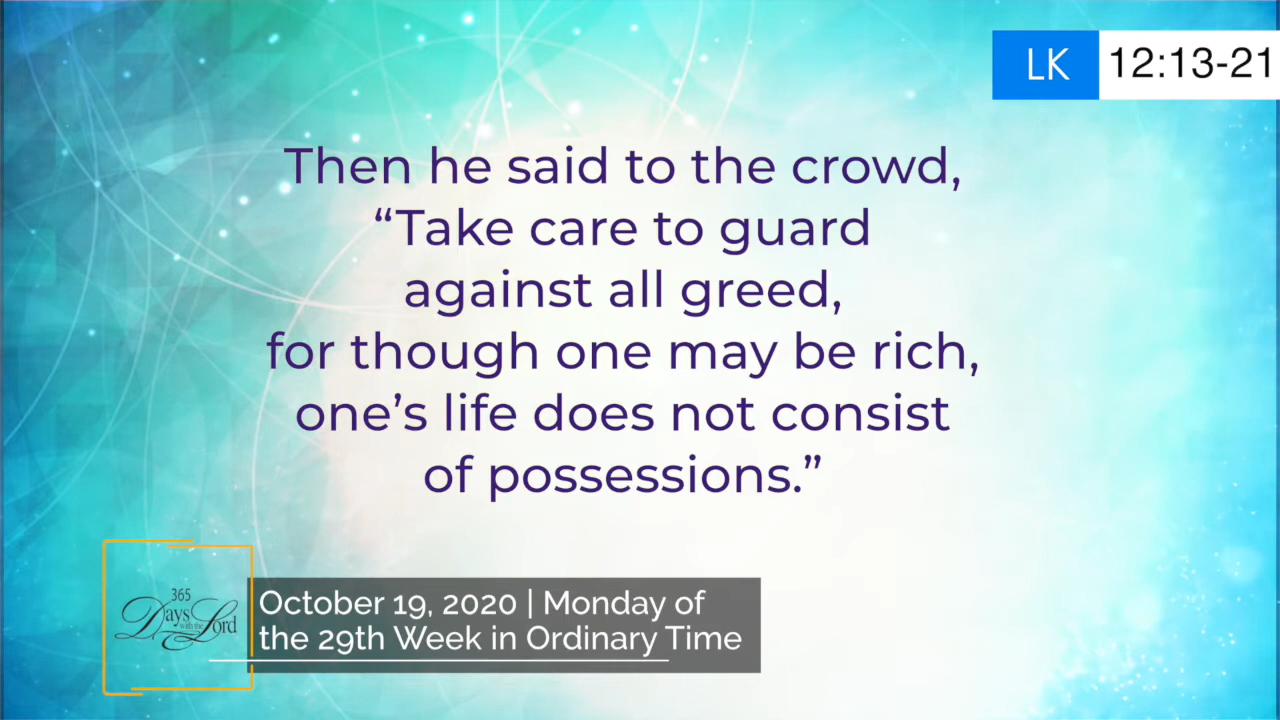 LK 12:13-21
Then he said to the crowd,
“Take care to guard
against all greed,
for though one may be rich,
one’s life does not consist
of possessions.”
365
Days with the Lord
October 19, 2020 | Monday of
the 29th Week in Ordinary Time